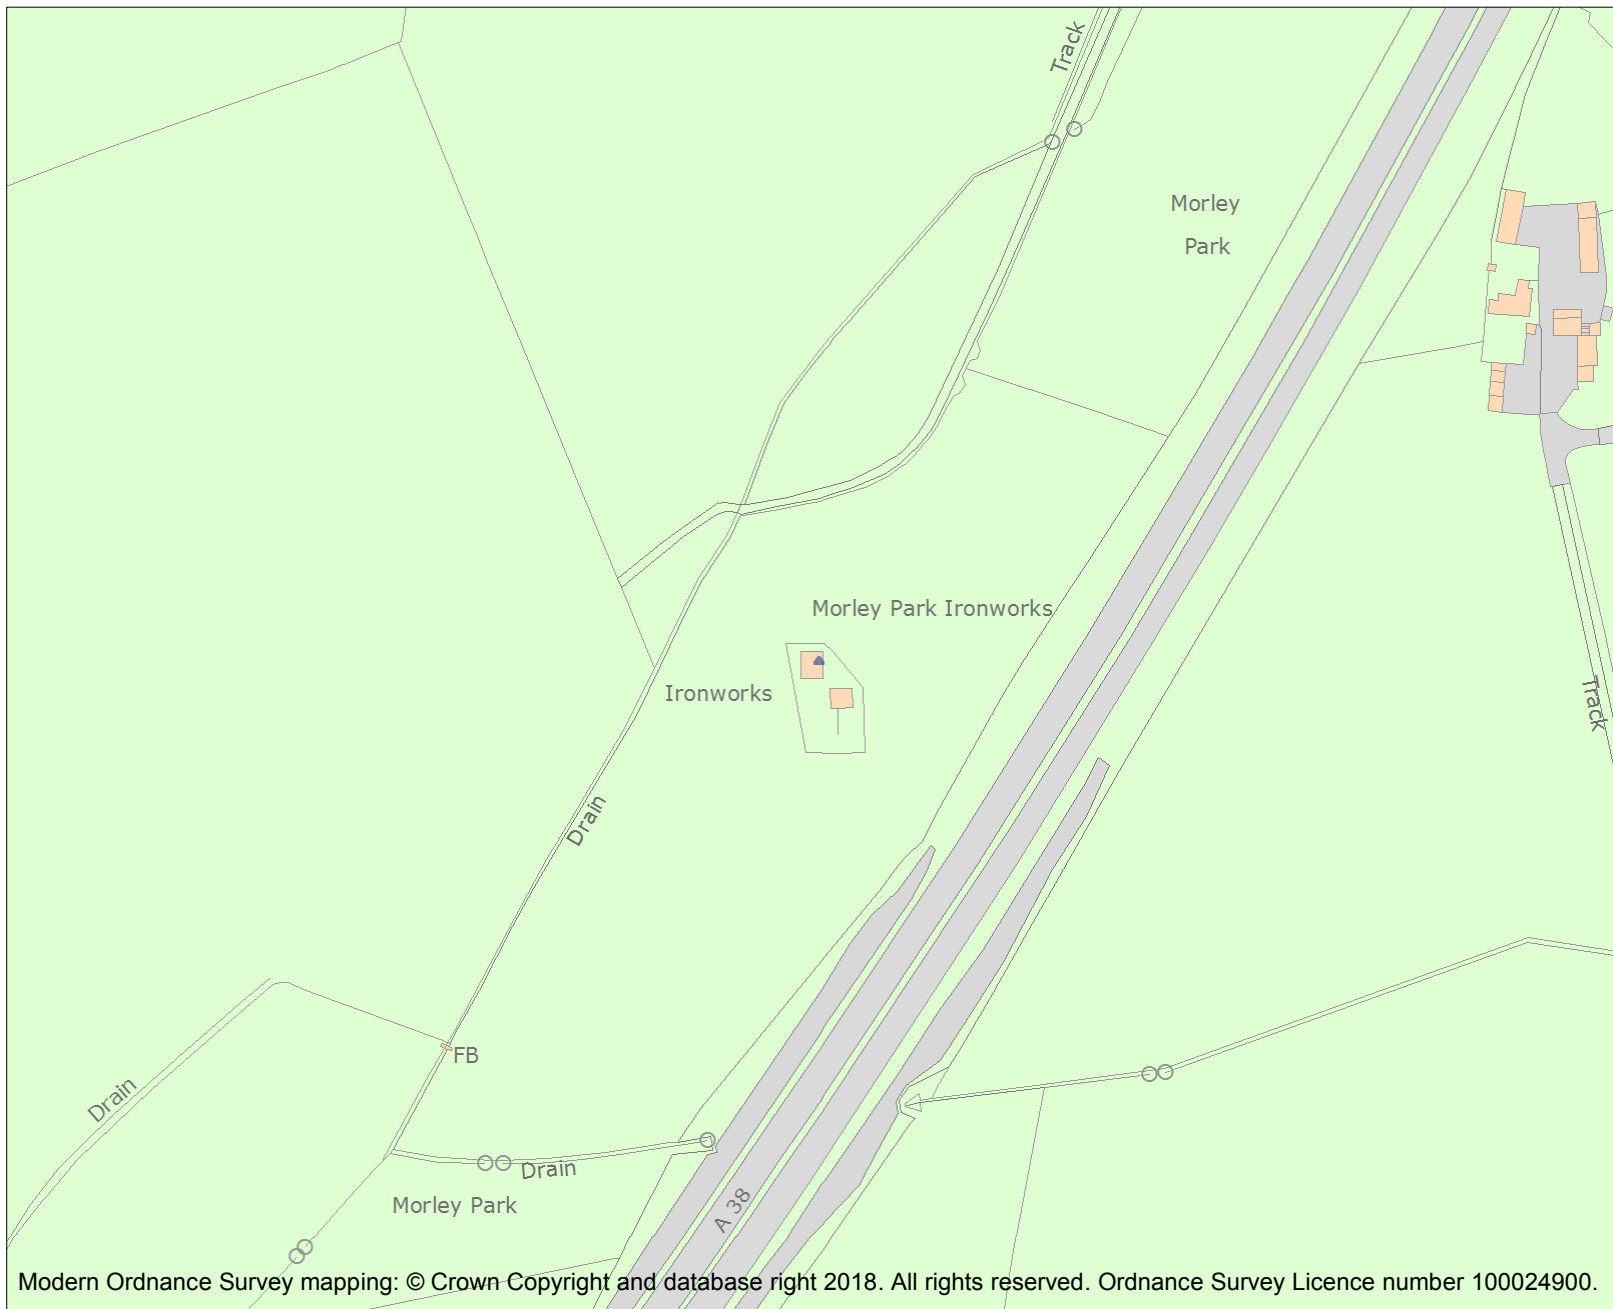 Track
Morley
Park
Morley Park Ironworks
Ironworks
Track
Drain
FB
Drain
Drain
Morley Park
A 38
Modern Ordnance Survey mapping: © Crown Copyright and database right 2018. All rights reserved. Ordnance Survey Licence number 100024900.